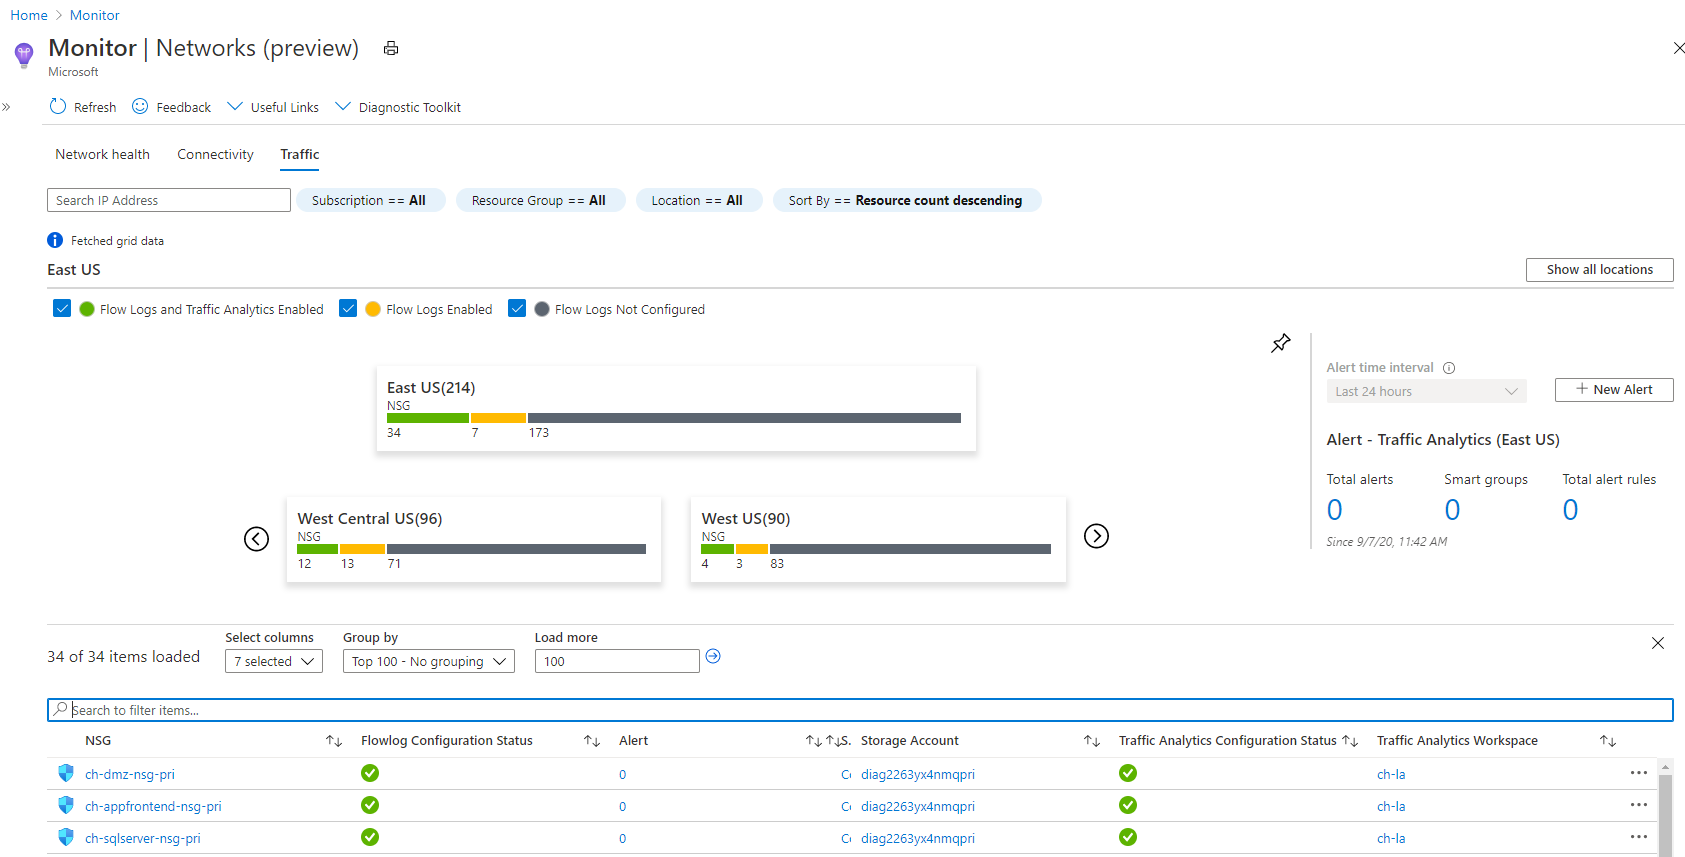 Home > Monitor
Monitor | Networks (preview)
Microsoft
» Refresh Feedback Useful Links Diagnostic Toolkit
Network health Connectivity Traffic
Search IP Address Subscription == All Resource Group == All Location == All Sort By == Resource count descending
Fetched grid data
East US Show all locations
Flow Logs and Traffic Analytics Enabled Flow Logs Enabled Flow Logs Not Configured
East US(214)
NSG
34 7 173
West Central US(96)
NSG
12 13 71
West US(90)
NSG
4 3 83
Alert time interval
Last 24 hours + New Alert
Alert - Traffic Analytics (East US)
Total alerts Smart groups Total alert rules
0 0 0
Since 9/7/20, 11:42 AM
Select columns Group by Load more
34 of 34 items loaded 7 selected Top 100 - No grouping 100
Search to filter items...
NSG Flowlog Configuration Status Alert S. Storage Account Traffic Analytics Configuration Status Traffic Analytics Workspace
ch-dmz-nsg-pri 0 diag2263yx4nmqpri ch-la
ch-appfrontend-nsg-pri 0 diag2263yx4nmqpri ch-la
ch-sqlserver-nsg-pri 0 diag2263yx4nmqpri ch-la